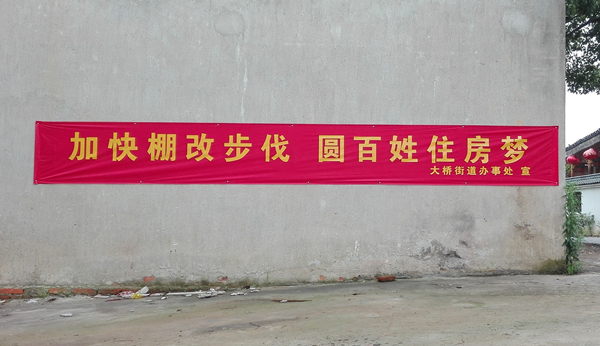 加快棚改步伐 圆百姓住房梦
大桥街道办事处 宣